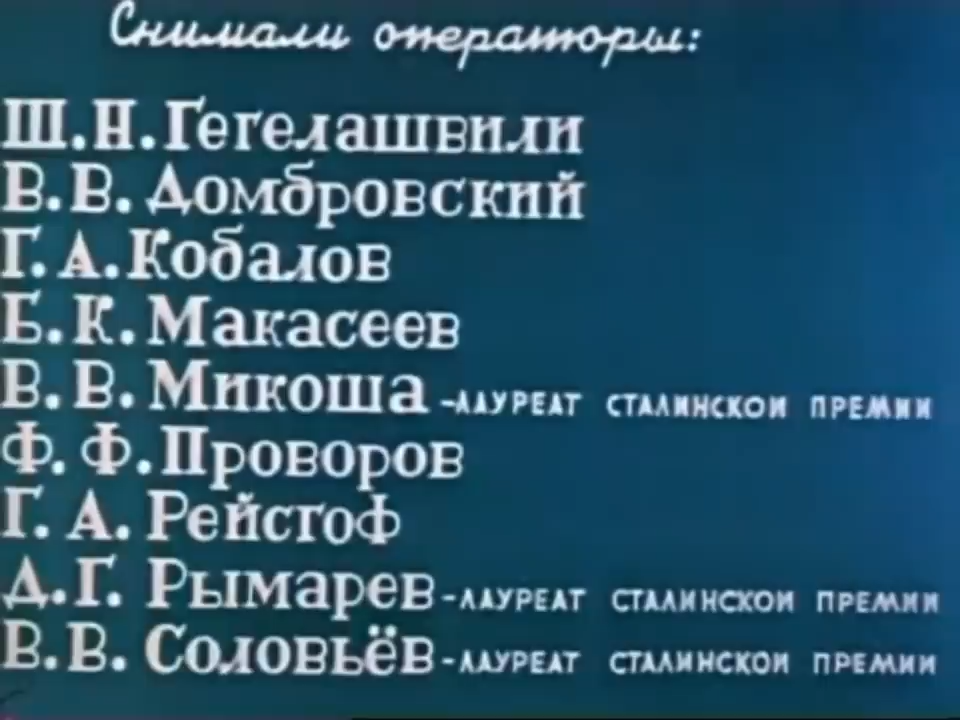 Снимали операторы:
Ш.Н.Гегелашвили
В.В.Домбровский
Г.А.Кобалов
Б.К.Макасеев
В.В.Микоша -ЛАУРЕАТ СТАЛИНСКОЙ ПРЕМИИ
Ф.Ф.Проворов
Г.А.Рейсгоф
Д.Г.Рымарев -ЛАУРЕАТ СТАЛИНСКОЙ ПРЕМИИ
В.В.Соловьёв -ЛАУРЕАТ СТАЛИНСКОЙ ПРЕМИИ